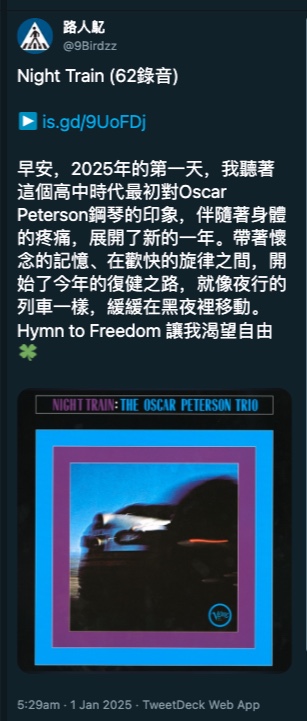 路人乿
@9Birdzz
Night Train (62錄音)
is.gd/9UoFDj
早安，2025年的第一天，我聽著
這個高中時代最初對Oscar
Peterson鋼琴的印象，伴隨著身體
的疼痛，展開了新的一年。帶著懷
念的記憶、在歡快的旋律之間，開
始了今年的復健之路，就像夜行的
列車一樣，緩緩在黑夜裡移動。
Hymn to Freedom 讓我渴望自由
🍀
NIGHT TRAIN: THE OSCAR PETERSON TRIO
Verve
5:29am · 1 Jan 2025 · TweetDeck Web App